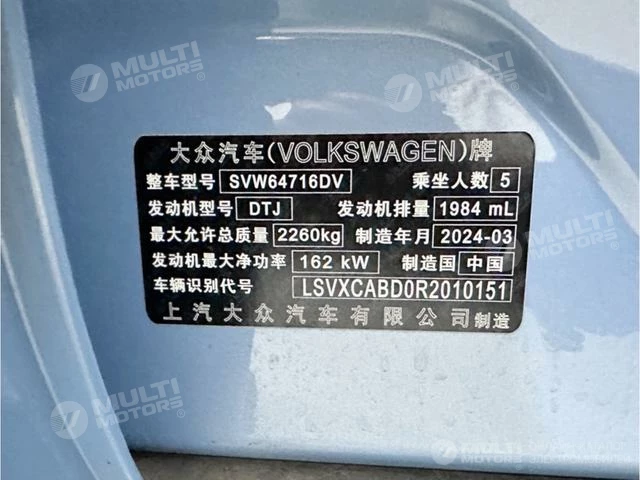 MULTI MOTORS®
MULTI MOTORS®
大众汽车(VOLKSWAGEN)牌
整车型号 SVW64716DV 乘坐人数 5
发动机型号 DTJ 发动机排量 1984 mL
最大允许总质量 2260kg 制造年月 2024-03
发动机最大净功率 162 kW 制造国 中国
车辆识别代号 LSVXCABD0R2010151
上汽大众汽车有限公司制造
MULTI MOTORS®
MULTI MOTORS®